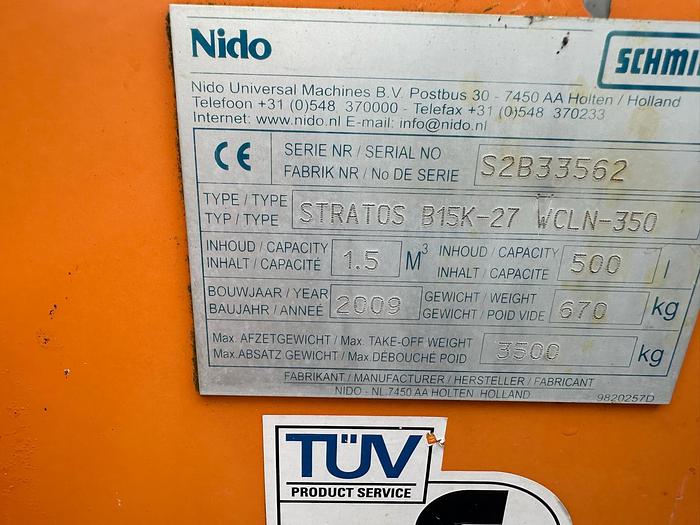 Nido
Nido Universal Machines B.V. Postbus 30 - 7450 AA Holten / Holland
Telefoon +31 (0)548 370000 - Telefax +31 (0)548 370233
Internet: www.nido.nl E-mail: info@nido.nl
CE
SERIE NR / SERIAL NO
FABRIK NR / No DE SERIE
S2B33562
TYPE / TYPE
TYP / TYPE
STRATOS B15K-27 WCLN-350
INHOUD / CAPACITY
INHALT / CAPACITÉ
1.5 M3
INHOUD / CAPACITY
INHALT / CAPACITE
500 l
BOUWJAAR / YEAR
BAUJAHR / ANNEÉ
2009
GEWICHT / WEIGHT
GEWICHT / POID VIDE
670 kg
Max. AFZETGEWICHT / Max. TAKE-OFF WEIGHT
Max.ABSATZ GEWICHT / Max.DÉBOUCHÉ POID
3500 kg
FABRIKANT / MANUFACTURER / HERSTELLER / FABRICANT
NIDO - NL 7450 AA HOLTEN HOLLAND
9820257D
TÜV
PRODUCT SERVICE